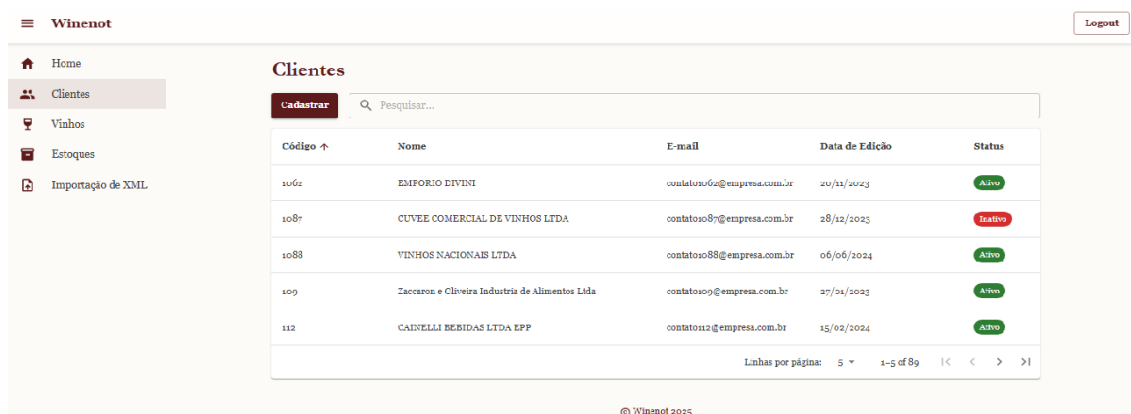 Winenot
Logout
Home
Clientes
Vinhos
Estoques
Importação de XML
Clientes
Cadastrar
Pesquisar...
Código Nome E-mail Data de Edição Status
1062 EMPORIO DIVINI contato1062@empresa.com.br 20/11/2023 Ativo
1087 CUVEE COMERCIAL DE VINHOS LTDA contato1087@empresa.com.br 28/12/2023 Inativo
1088 VINHOS NACIONAIS LTDA contato1088@empresa.com.br 06/06/2024 Ativo
109 Zaccaron e Oliveira Industria de Alimentos Ltda contato109@empresa.com.br 27/01/2023 Ativo
112 CAINELLI BEBIDAS LTDA EPP contato112@empresa.com.br 15/02/2024 Ativo
Linhas por página: 5 1–5 of 89
© Winenot 2025